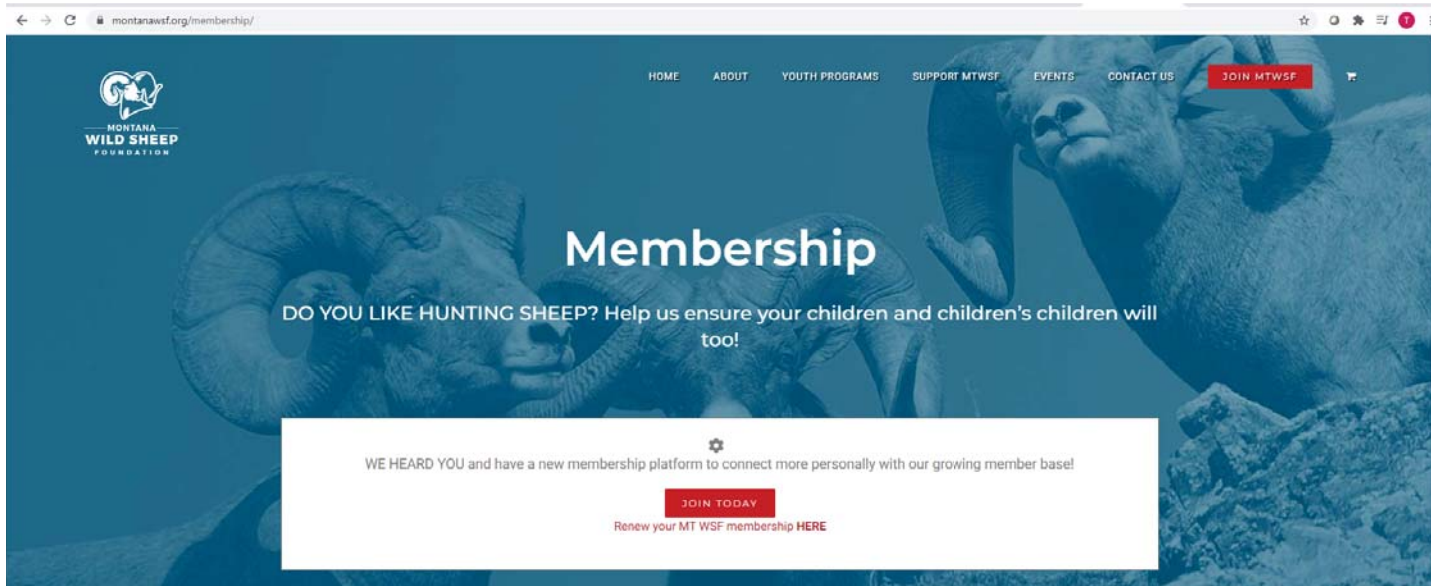 montanawsf.org/membership/
T
MONTANA
WILD SHEEP
FOUNDATION
HOME ABOUT YOUTH PROGRAMS SUPPORT MTWSF EVENTS CONTACT US JOIN MTWSF
Membership
DO YOU LIKE HUNTING SHEEP? Help us ensure your children and children's children will
too!
WE HEARD YOU and have a new membership platform to connect more personally with our growing member base!
JOIN TODAY
Renew your MT WSF membership HERE